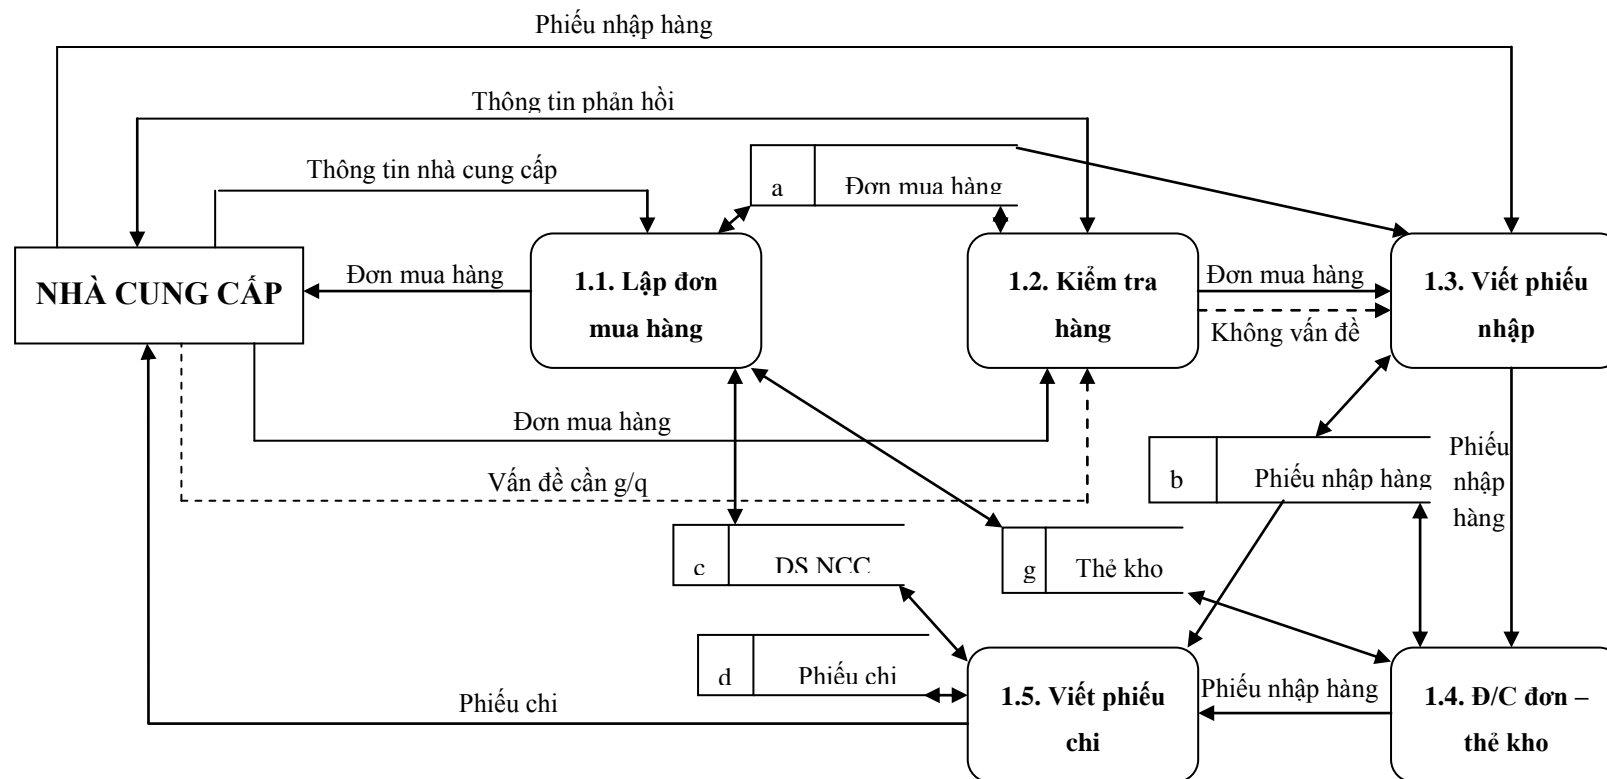 Phiếu nhập hàng
Thông tin phản hồi
Thông tin nhà cung cấp
a
Đơn mua hàng
NHÀ CUNG CẤP
Đơn mua hàng
1.1. Lập đơn
mua hàng
1.2. Kiểm tra
hàng
Đơn mua hàng
Không vấn đề
1.3. Viết phiếu
nhập
Đơn mua hàng
Vấn đề cần g/q
b
Phiếu nhập hàng
Phiếu
nhập
hàng
c
DS NCC
g
Thẻ kho
d
Phiếu chi
Phiếu chi
1.5. Viết phiếu
chi
Phiếu nhập hàng
1.4. Đ/C đơn –
thẻ kho